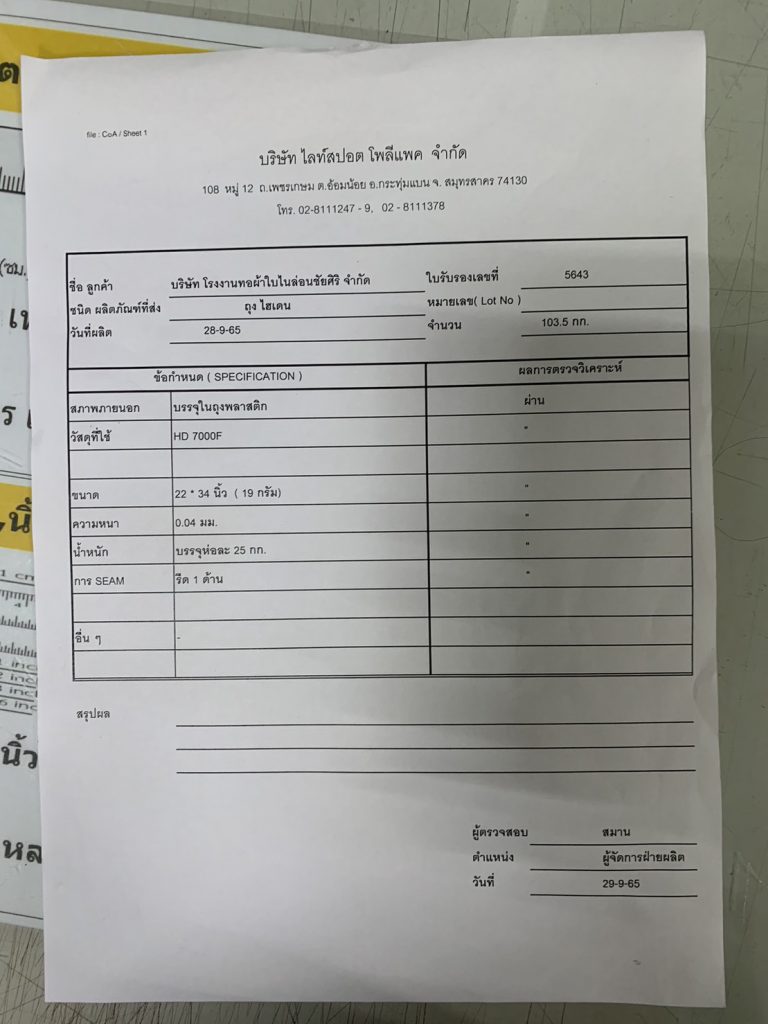 file : CoA / Sheet 1
บริษัท ไลท์สปอต โพลีแพค จำกัด
108 หมู่ 12 ถ.เพชรเกษม ต.อ้อมน้อย อ.กระทุ่มแบน จ. สมุทรสาคร 74130
โทร. 02-8111247 - 9, 02 - 8111378
ชื่อ ลูกค้า บริษัท โรงงานทอผ้าใบไนล่อนชัยศิริ จำกัด ใบรับรองเลขที่ 5643
ชนิด ผลิตภัณฑ์ที่ส่ง ถุง ไฮเดน หมายเลข( Lot No )
วันที่ผลิต 28-9-65 จำนวน 103.5 กก.
ข้อกำหนด ( SPECIFICATION ) ผลการตรวจวิเคราะห์
สภาพภายนอก บรรจุในถุงพลาสติก ผ่าน
วัสดุที่ใช้ HD 7000F "
ขนาด 22 * 34 นิ้ว ( 19 กรัม) "
ความหนา 0.04 มม. "
น้ำหนัก บรรจุห่อละ 25 กก. "
การ SEAM รีด 1 ด้าน "
อื่น ๆ -
สรุปผล
ผู้ตรวจสอบ สมาน
ตำแหน่ง ผู้จัดการฝ่ายผลิต
วันที่ 29-9-65
(ซม.
นิ้ว
1 cm
นิ้ว